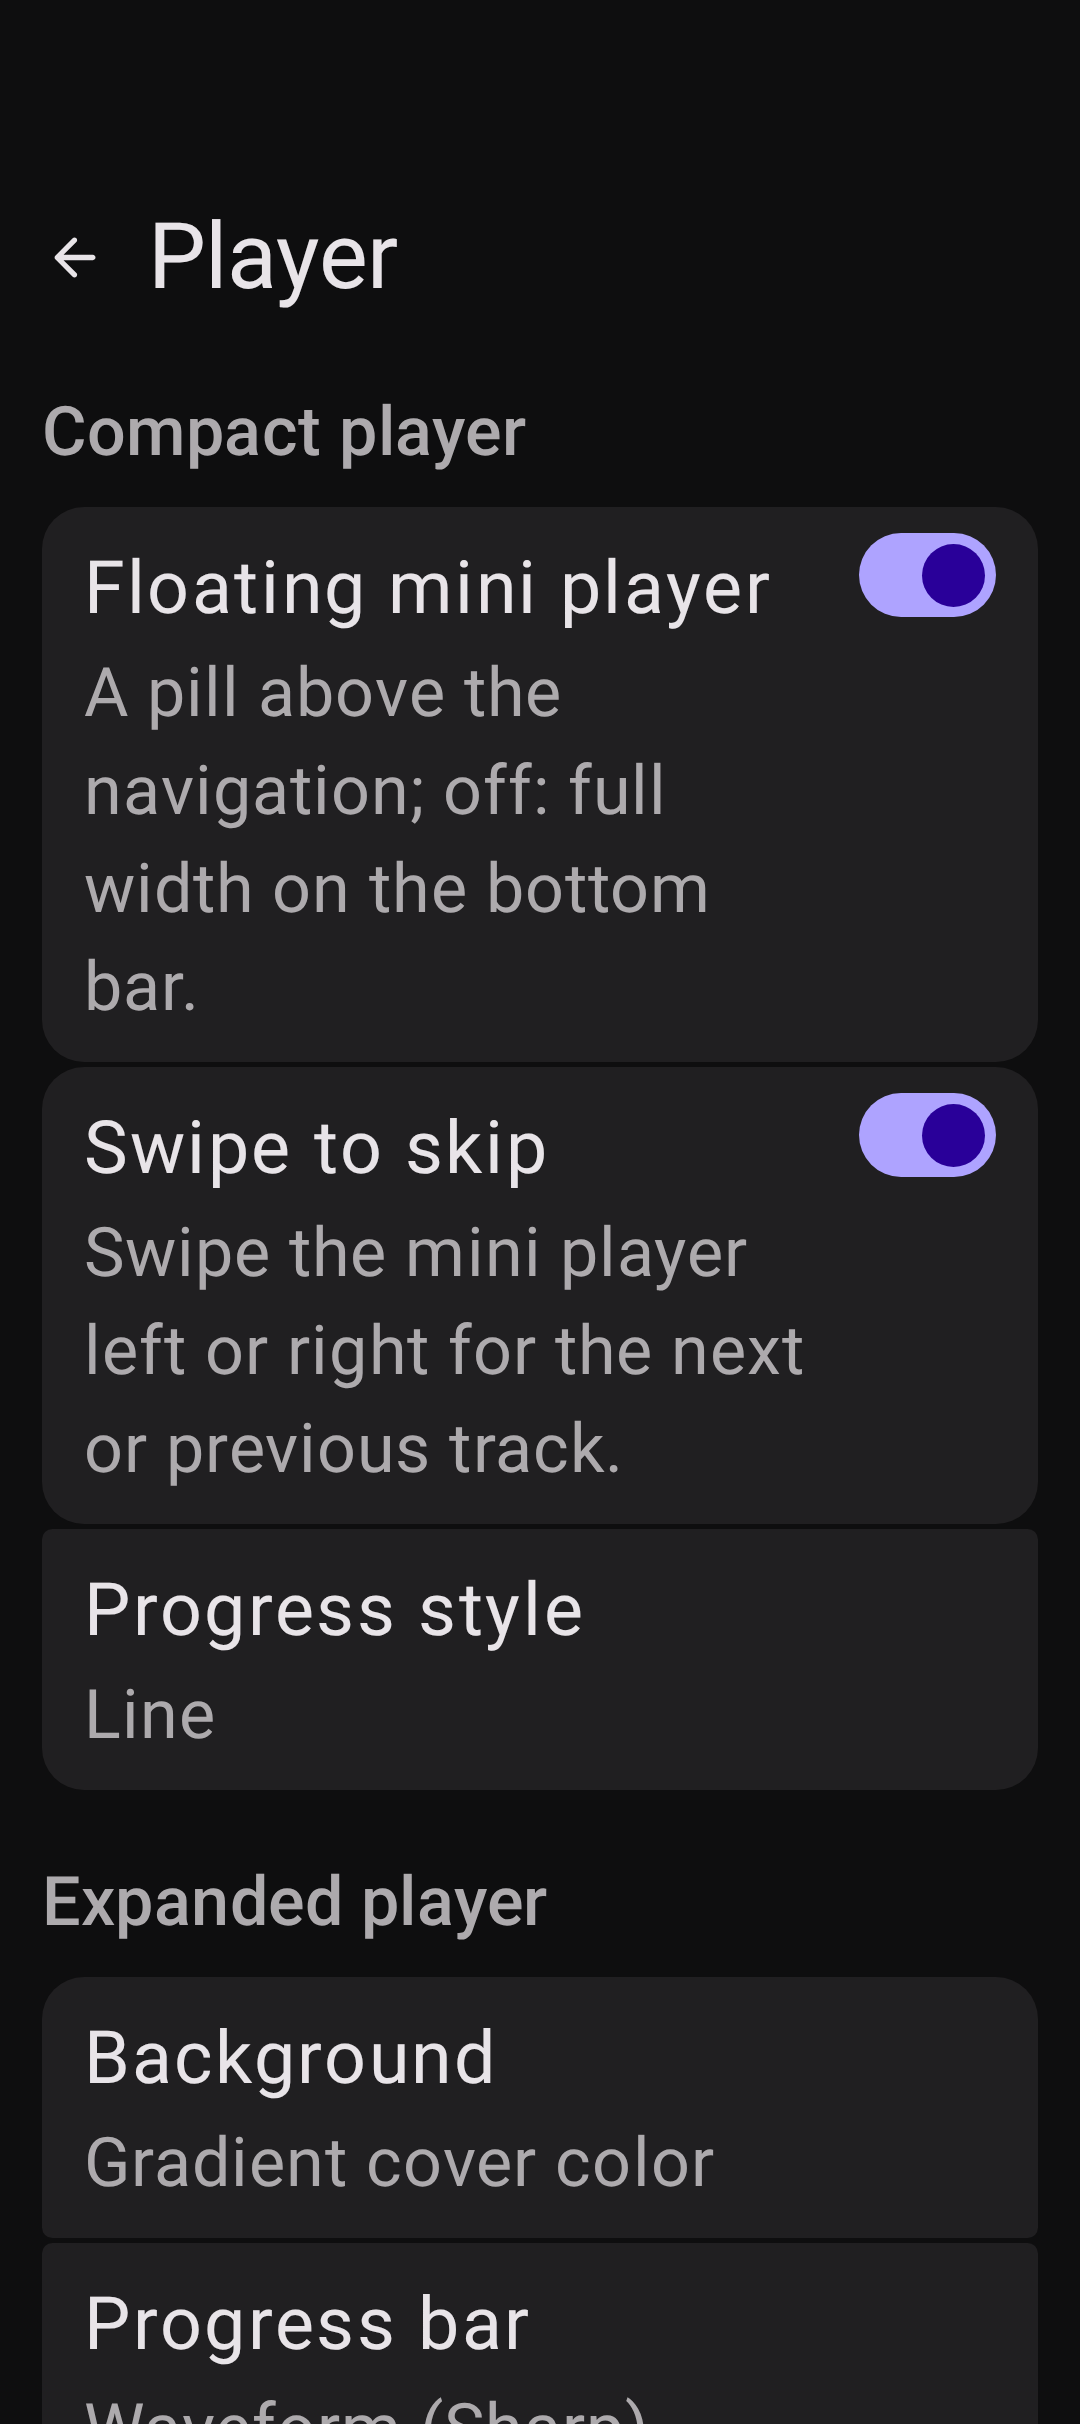 Player
Compact player
Floating mini player
A pill above the
navigation; off: full
width on the bottom
bar.
Swipe to skip
Swipe the mini player
left or right for the next
or previous track.
Progress style
Line
Expanded player
Background
Gradient cover color
Progress bar
Waveform (Sharp)